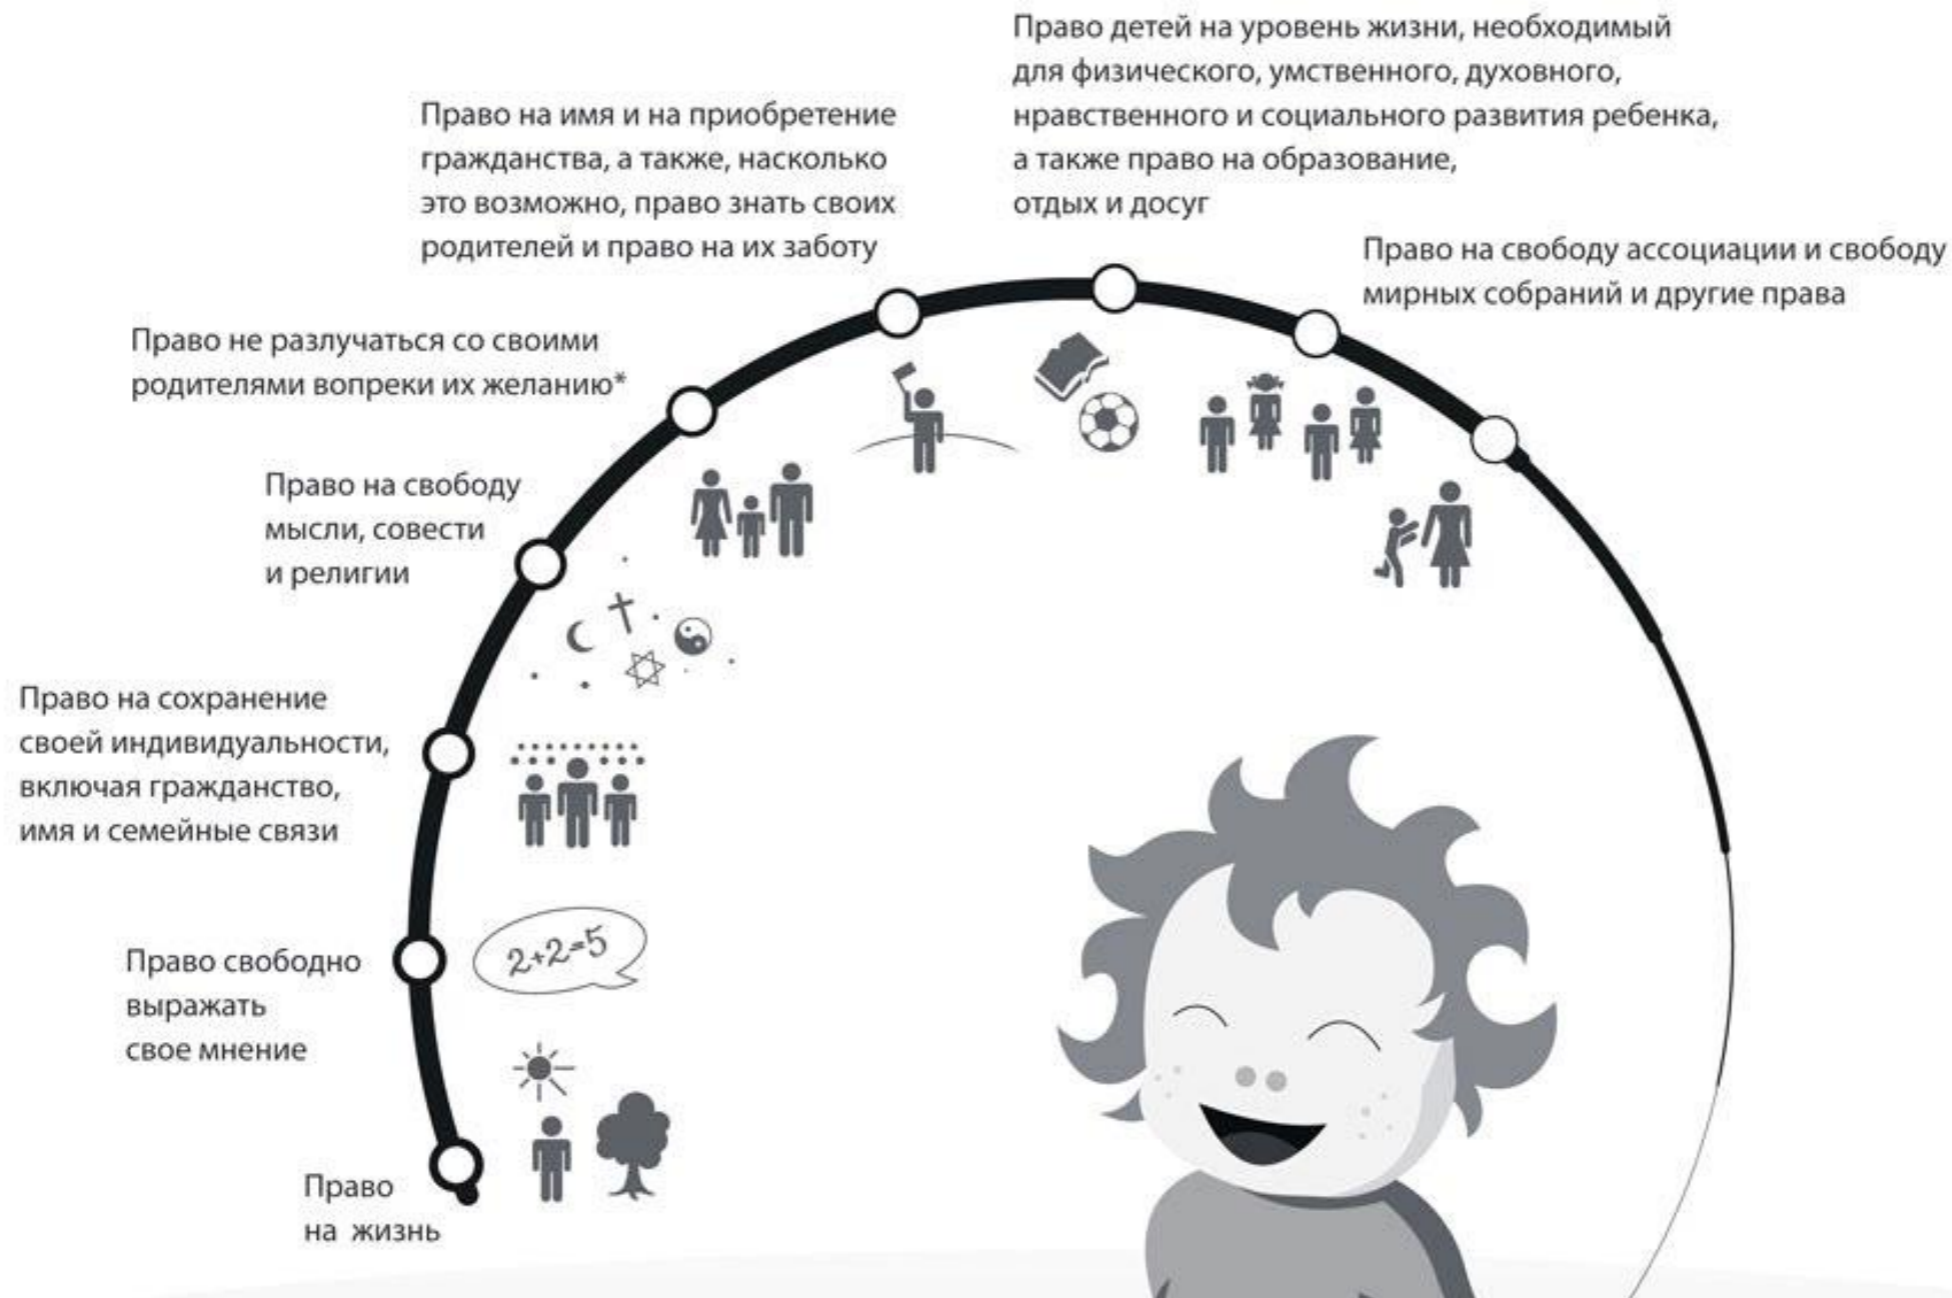 Право детей на уровень жизни, необходимый
для физического, умственного, духовного,
нравственного и социального развития ребенка,
а также право на образование,
отдых и досуг
Право на имя и на приобретение
гражданства, а также, насколько
это возможно, право знать своих
родителей и право на их заботу
Право на свободу ассоциации и свободу
мирных собраний и другие права
Право не разлучаться со своими
родителями вопреки их желанию*
Право на свободу
мысли, совести
и религии
Право на сохранение
своей индивидуальности,
включая гражданство,
имя и семейные связи
Право свободно
выражать
свое мнение
2+2=5
Право
на жизнь